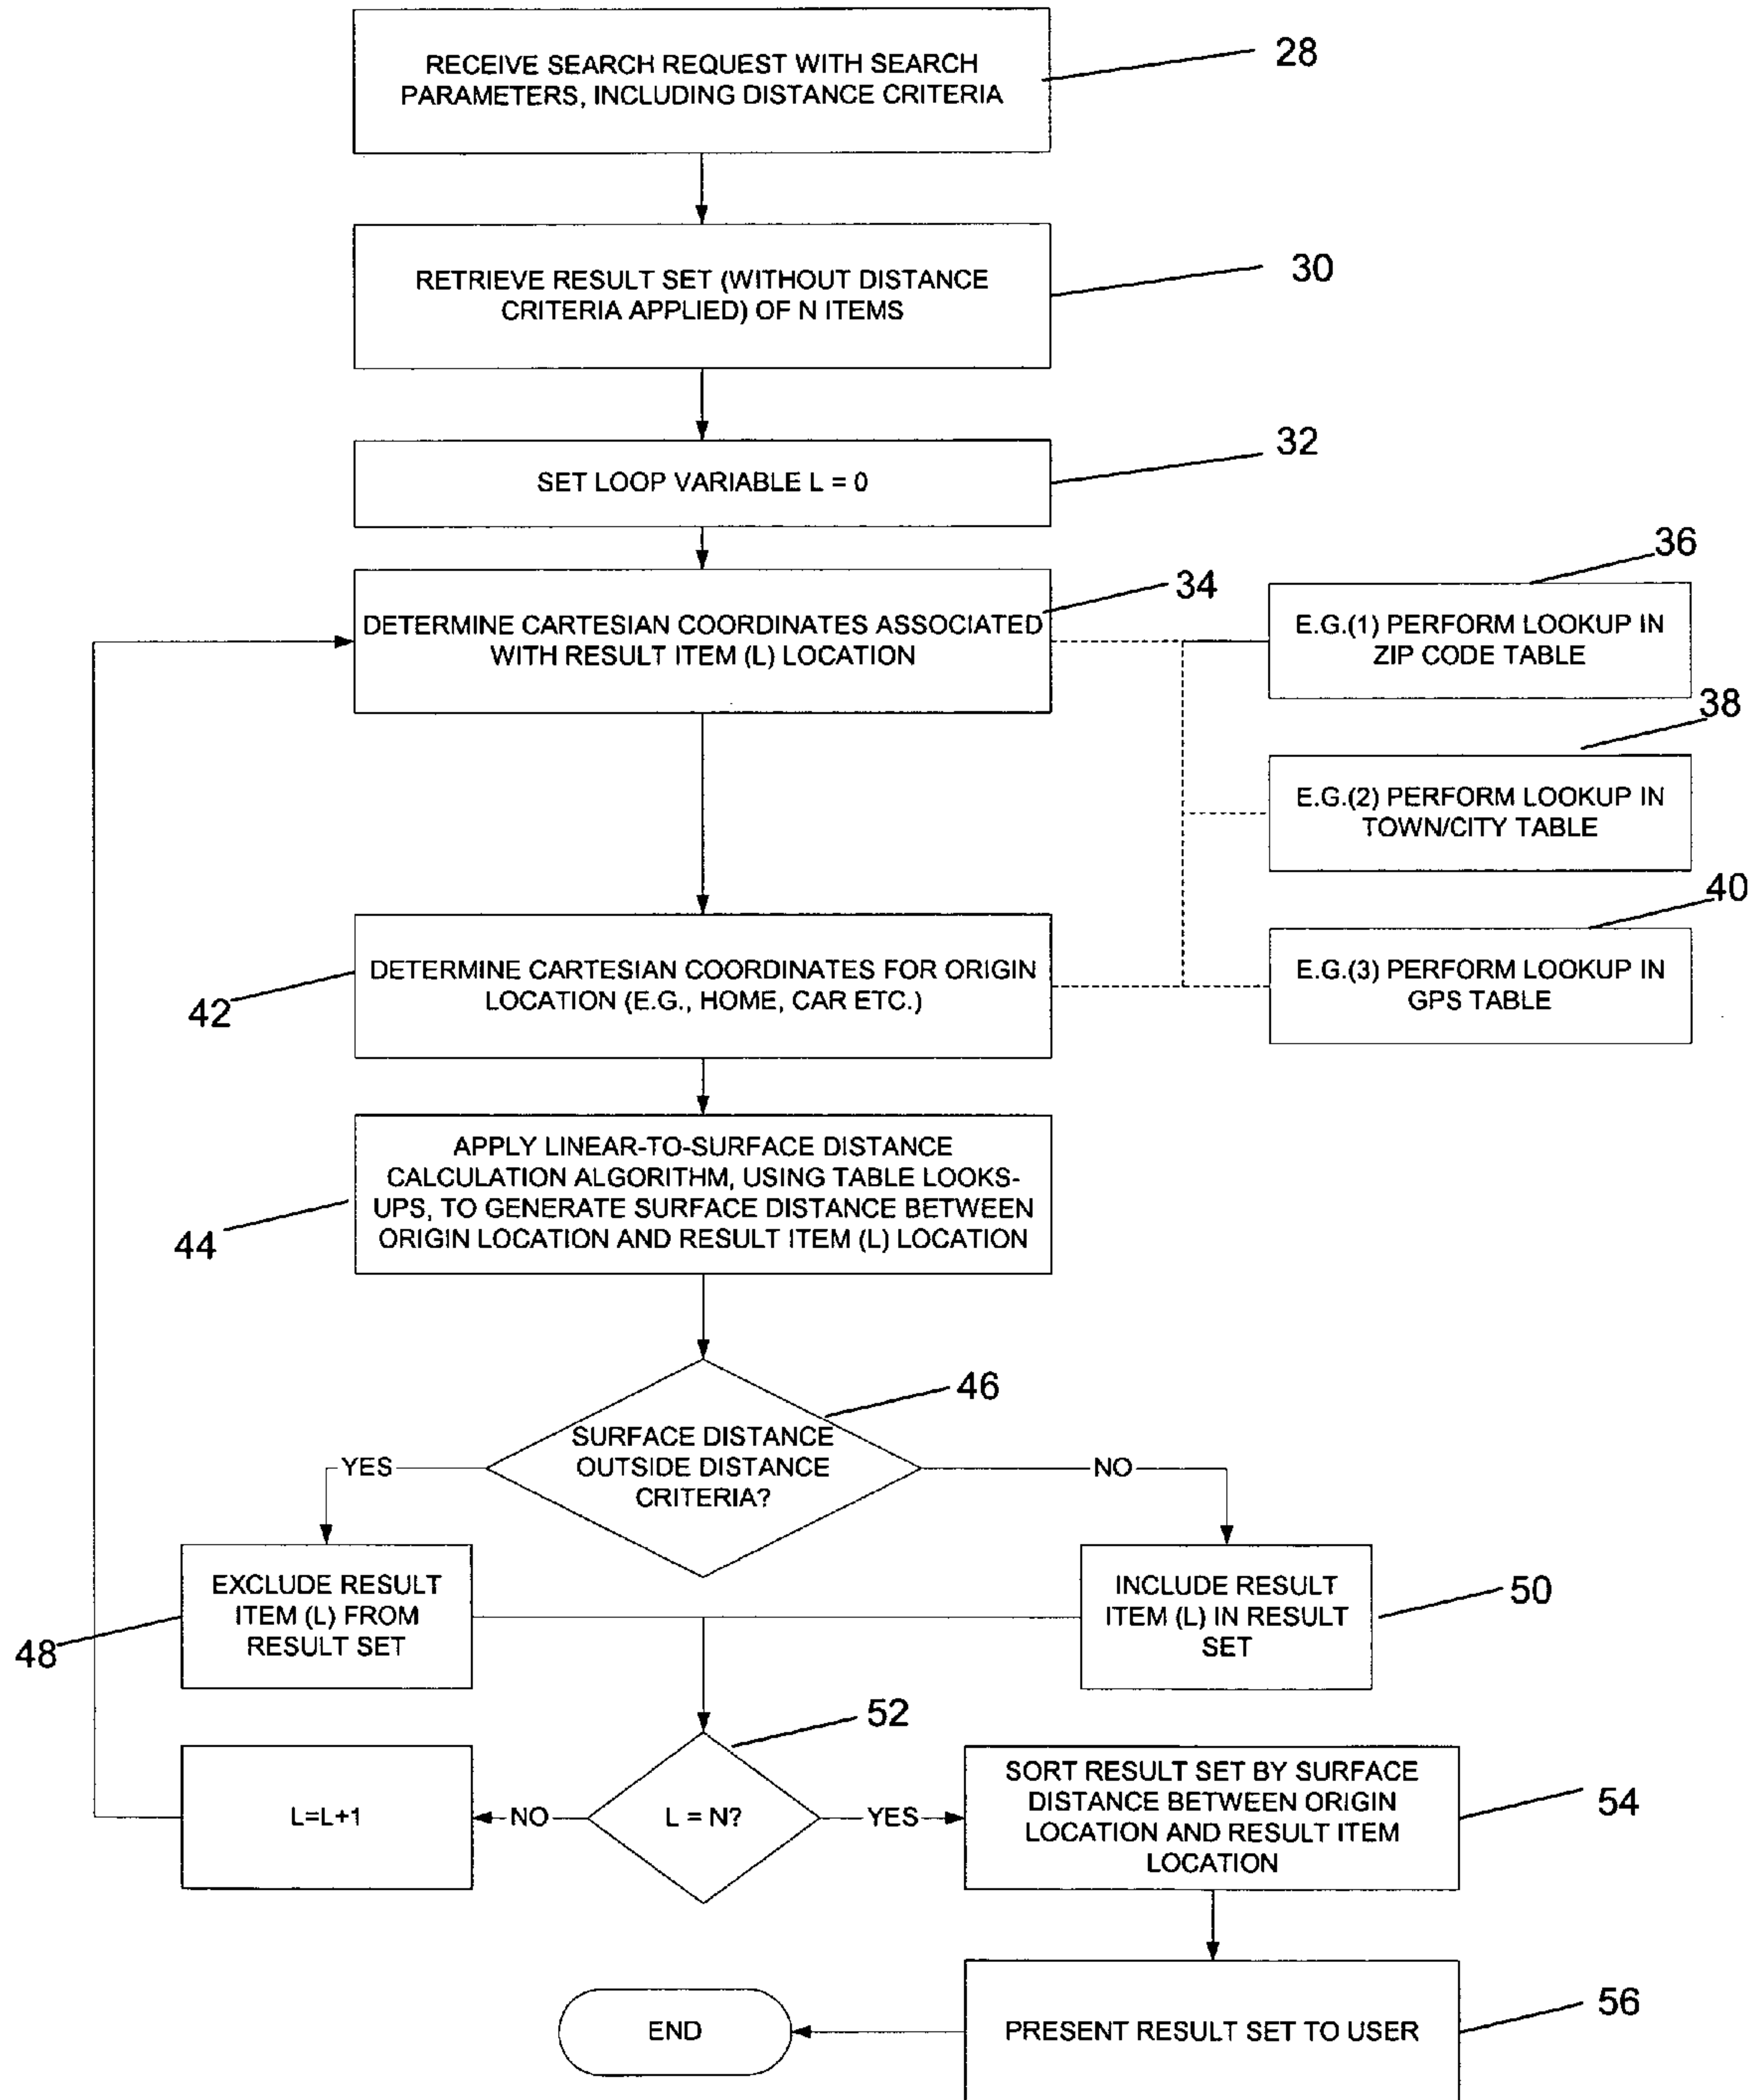 RECEIVE SEARCH REQUEST WITH SEARCH
PARAMETERS, INCLUDING DISTANCE CRITERIA
28
RETRIEVE RESULT SET (WITHOUT DISTANCE
CRITERIA APPLIED) OF N ITEMS
30
SET LOOP VARIABLE L = 0
32
DETERMINE CARTESIAN COORDINATES ASSOCIATED
WITH RESULT ITEM (L) LOCATION
34
36
E.G.(1) PERFORM LOOKUP IN
ZIP CODE TABLE
38
E.G.(2) PERFORM LOOKUP IN
TOWN/CITY TABLE
40
E.G.(3) PERFORM LOOKUP IN
GPS TABLE
DETERMINE CARTESIAN COORDINATES FOR ORIGIN
LOCATION (E.G., HOME, CAR ETC.)
42
APPLY LINEAR-TO-SURFACE DISTANCE
CALCULATION ALGORITHM, USING TABLE LOOKS-
UPS, TO GENERATE SURFACE DISTANCE BETWEEN
ORIGIN LOCATION AND RESULT ITEM (L) LOCATION
44
46
SURFACE DISTANCE
OUTSIDE DISTANCE
CRITERIA?
YES
NO
EXCLUDE RESULT
ITEM (L) FROM
RESULT SET
48
INCLUDE RESULT
ITEM (L) IN RESULT
SET
50
52
L = N?
NO
L=L+1
YES
SORT RESULT SET BY SURFACE
DISTANCE BETWEEN ORIGIN
LOCATION AND RESULT ITEM
LOCATION
54
PRESENT RESULT SET TO USER
56
END